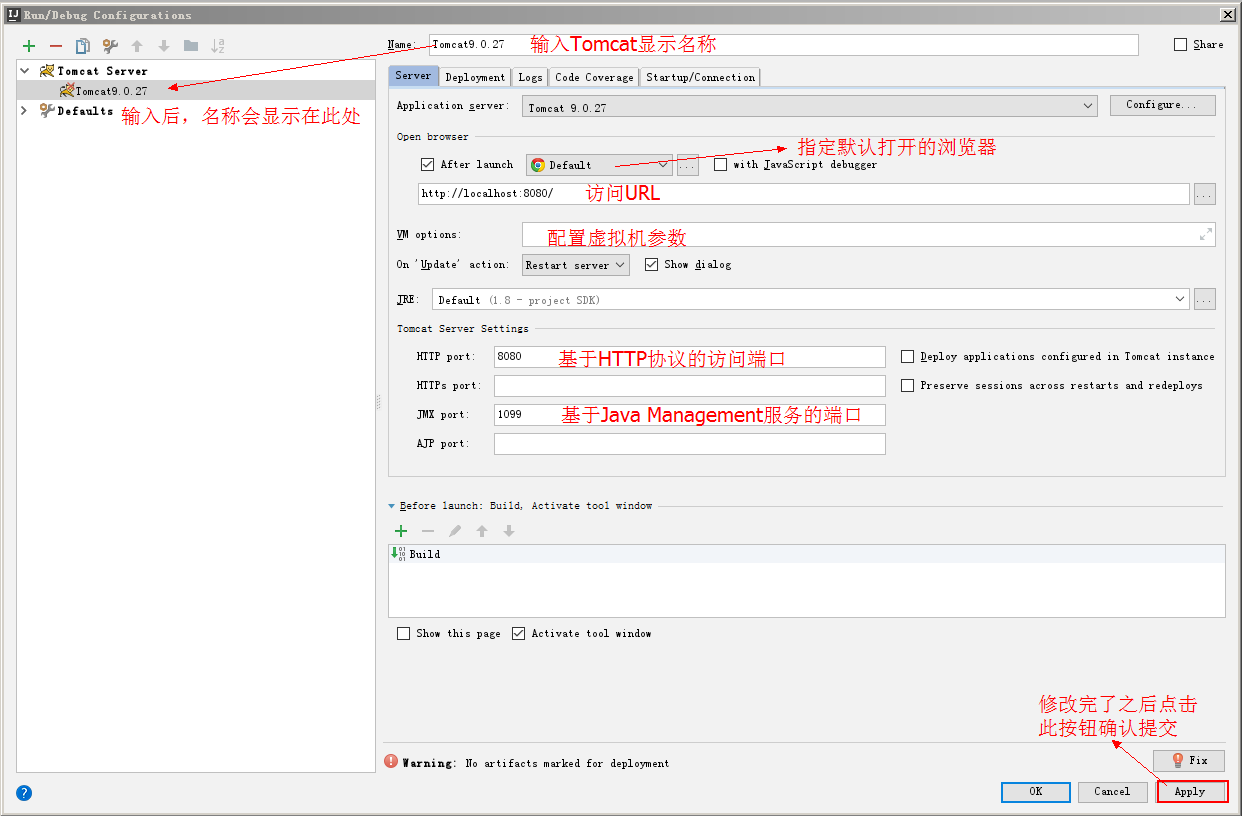 Run/Debug Configurations
Name: Tomcat9.0.27 输入Tomcat显示名称 Share
Tomcat Server
Tomcat9.0.27
Defaults 输入后，名称会显示在此处
Server Deployment Logs Code Coverage Startup/Connection
Application server: Tomcat 9.0.27 Configure...
Open browser
指定默认打开的浏览器
After launch Default ... with JavaScript debugger
http://localhost:8080/ 访问URL ...
VM options: 配置虚拟机参数
On 'Update' action: Restart server Show dialog
JRE: Default (1.8 - project SDK) ...
Tomcat Server Settings
HTTP port: 8080 基于HTTP协议的访问端口 Deploy applications configured in Tomcat instance
HTTPs port: Preserve sessions across restarts and redeploys
JMX port: 1099 基于Java Management服务的端口
AJP port:
Before launch: Build, Activate tool window
Build
Show this page Activate tool window
修改完了之后点击
此按钮确认提交
Warning: No artifacts marked for deployment Fix
? OK Cancel Apply